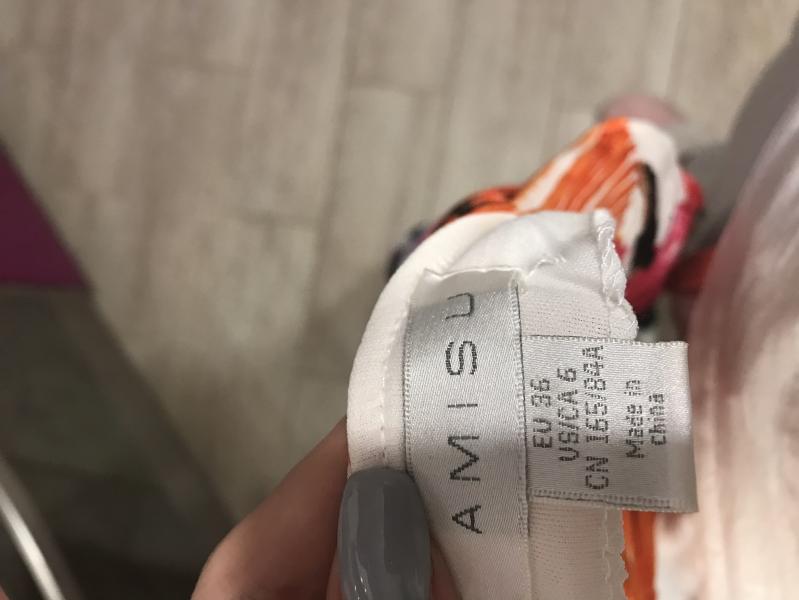 AMISU
EU 36
US/CA 6
CN 165/84A
Made in
China